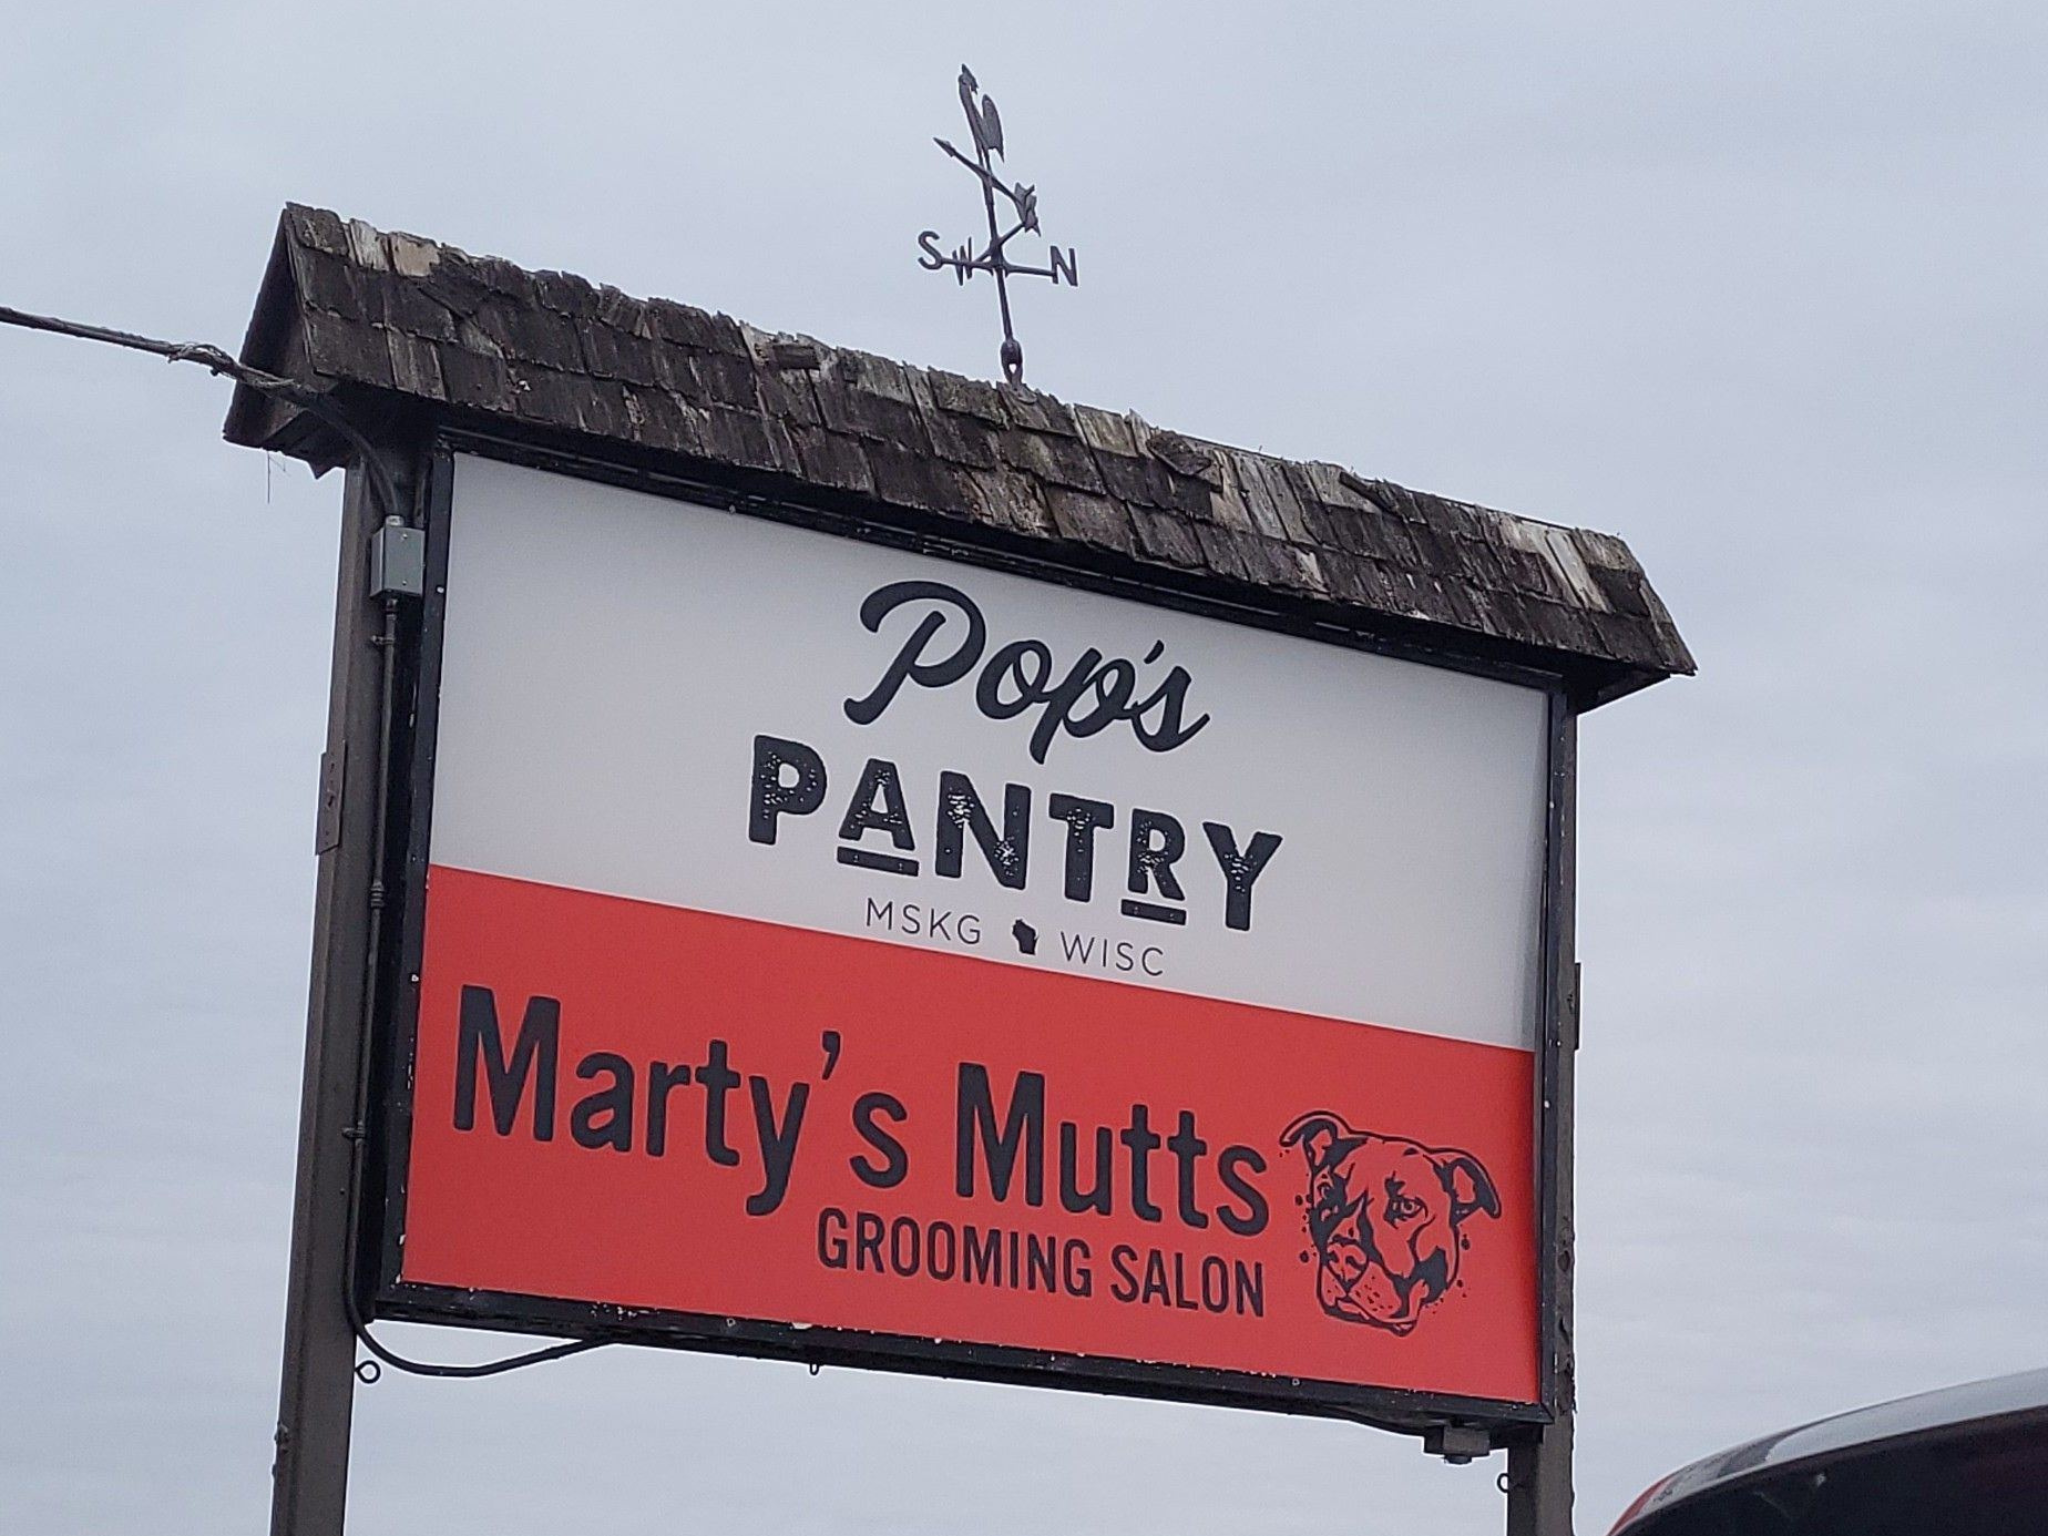 S W N
Pop's
PANTRY
MSKG WISC
Marty's Mutts
GROOMING SALON